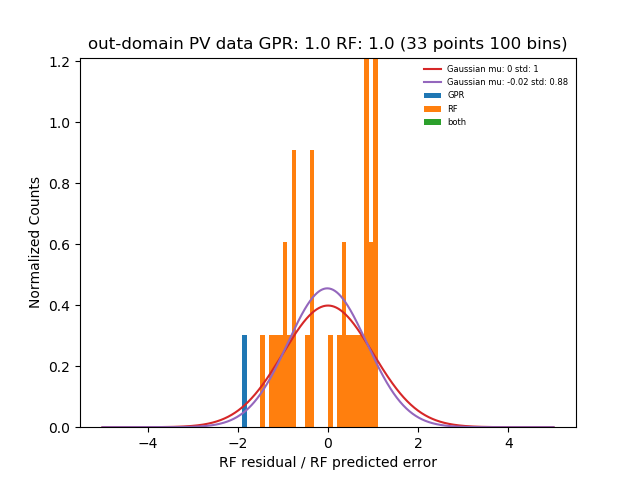 out-domain PV data GPR: 1.0 RF: 1.0 (33 points 100 bins)
Gaussian mu: 0 std: 1
Gaussian mu: -0.02 std: 0.88
GPR
RF
both
1.2
1.0
0.8
0.6
0.4
0.2
0.0
Normalized Counts
−4 −2 0 2 4
RF residual / RF predicted error